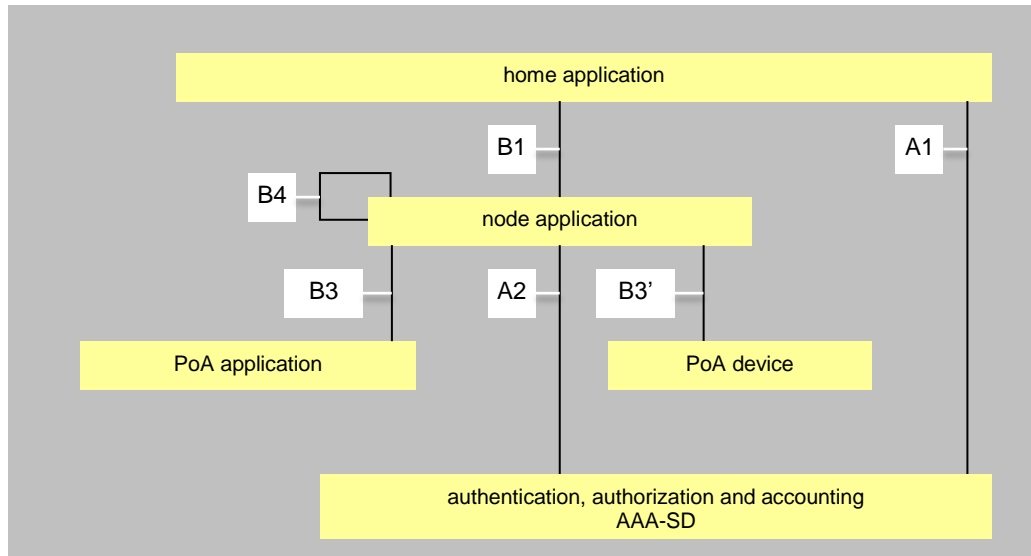 home application
B1
A1
B4
node application
B3
A2
B3’
PoA application
PoA device
authentication, authorization and accounting
AAA-SD